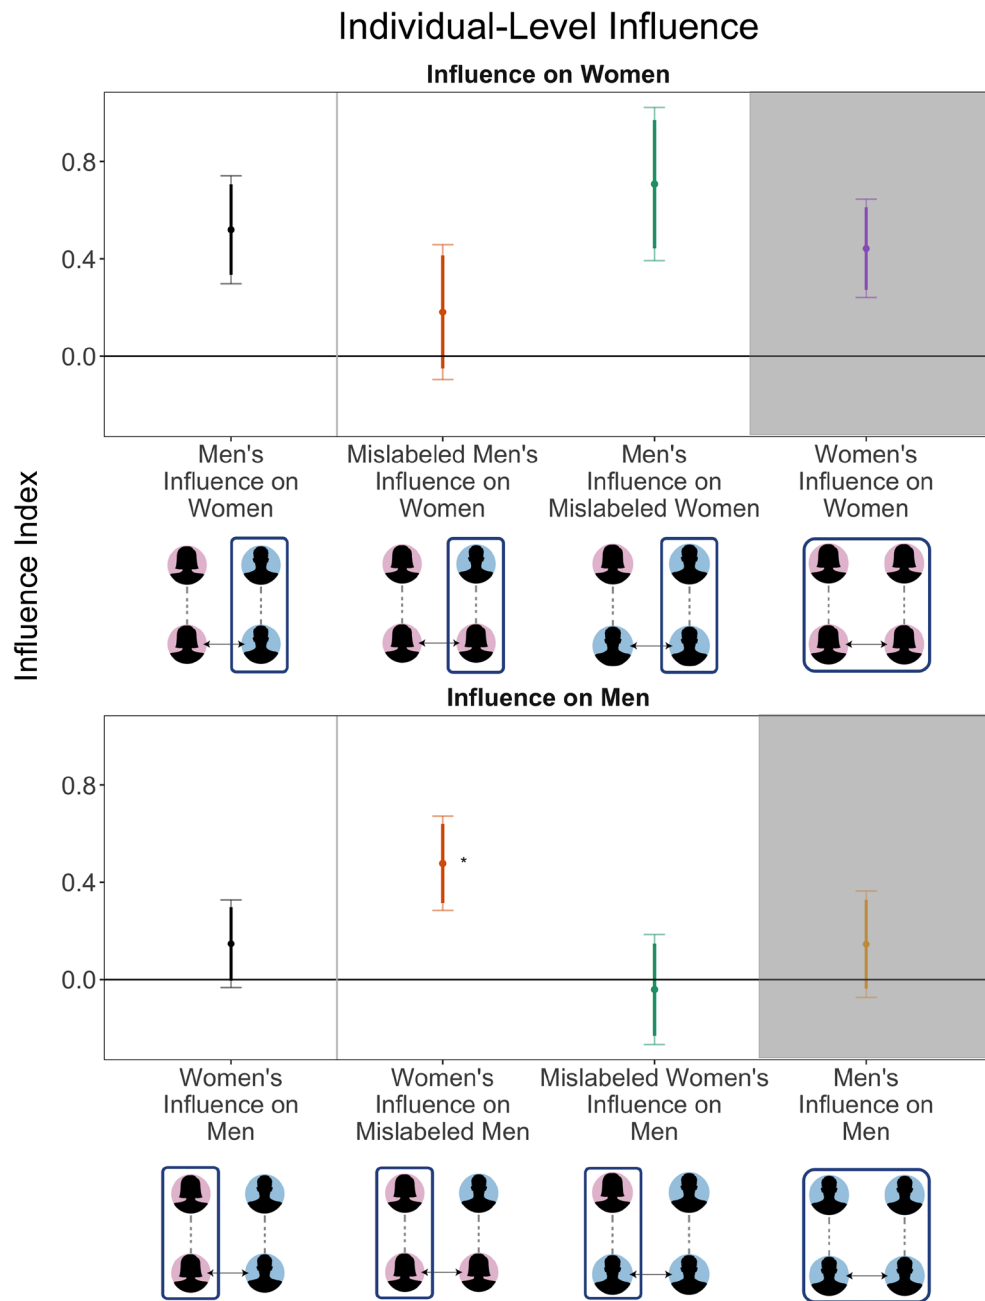 Individual-Level Influence
Influence on Women
0.8
0.4
0.0
Men's
Influence on
Women
Mislabeled Men's
Influence on
Women
Men's
Influence on
Mislabeled Women
Women's
Influence on
Women
Influence Index
Influence on Men
0.8
*
0.4
0.0
Women's
Influence on
Men
Women's
Influence on
Mislabeled Men
Mislabeled Women's
Influence on
Men
Men's
Influence on
Men